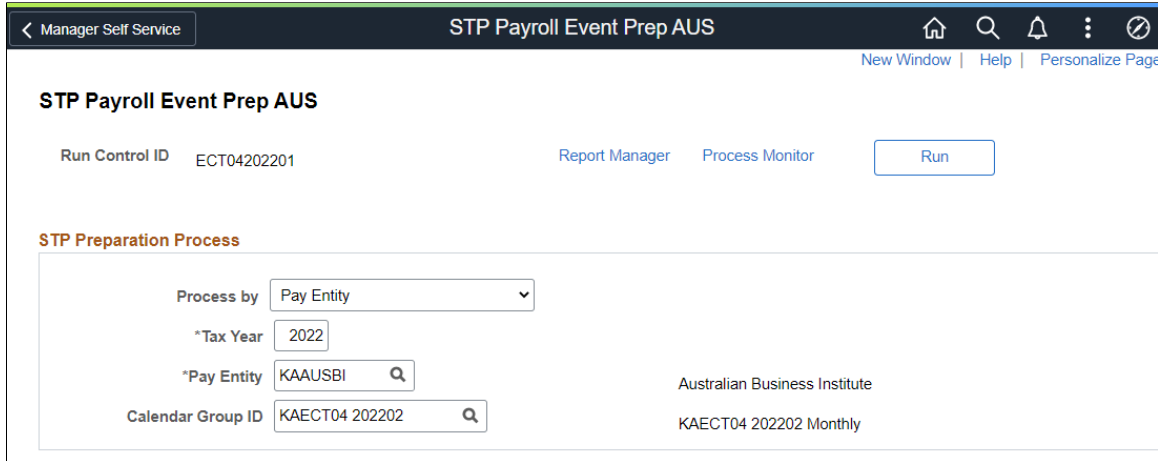 Manager Self Service STP Payroll Event Prep AUS
New Window | Help | Personalize Page
STP Payroll Event Prep AUS
Run Control ID ECT04202201 Report Manager Process Monitor Run
STP Preparation Process
Process by Pay Entity
*Tax Year 2022
*Pay Entity KAAUSBI Australian Business Institute
Calendar Group ID KAECT04 202202 KAECT04 202202 Monthly